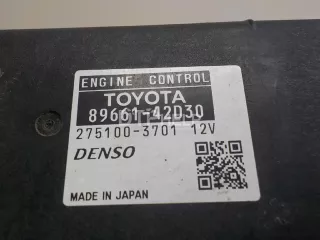 ENGINE CONTROL
TOYOTA
89661-42D30
275100-3701 12V
DENSO
MADE IN JAPAN